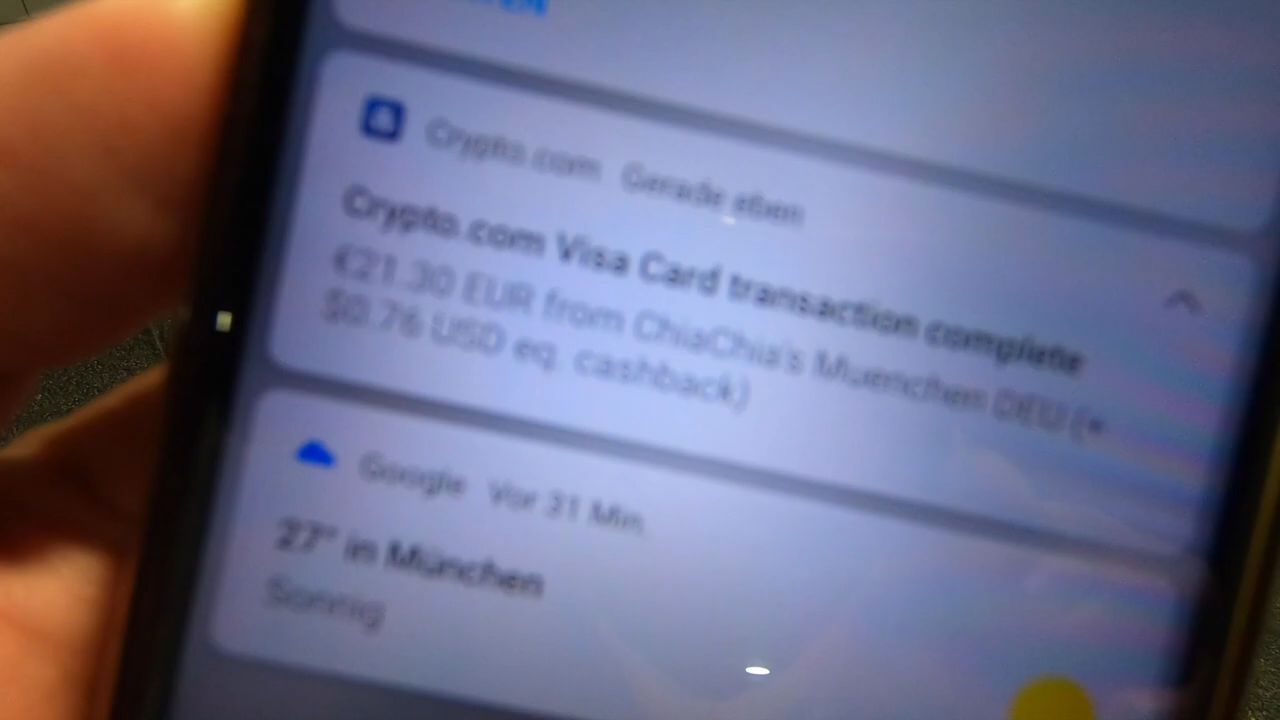 Crypto.com Gerade eben
Crypto.com Visa Card transaction complete
€21.30 EUR from ChiaChia's Muenchen DEU (+
$0.76 USD eq. cashback)
Google Vor 31 Min.
27° in München
Sonnig